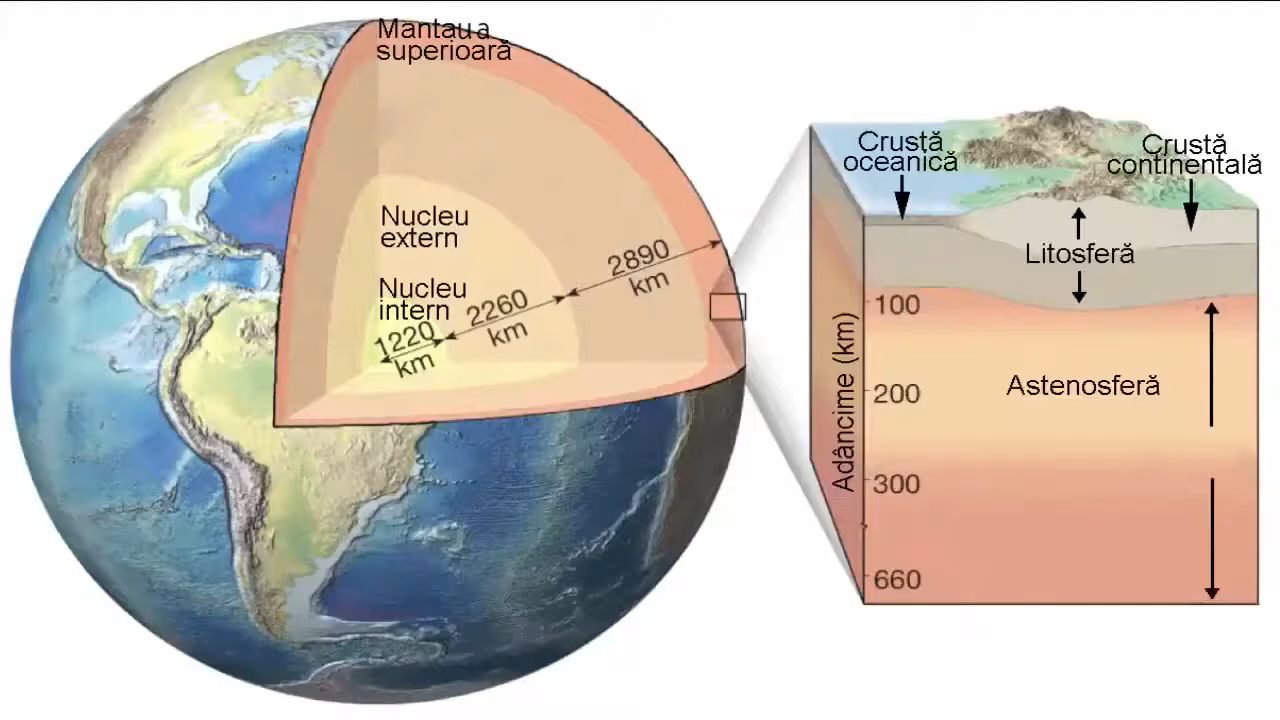 Mantaua
superioară
Nucleu
extern
Nucleu
intern
1220
km
2260
km
2890
km
Crustă
oceanică
Crustă
continentală
Litosferă
Astenosferă
Adâncime (km)
100
200
300
660